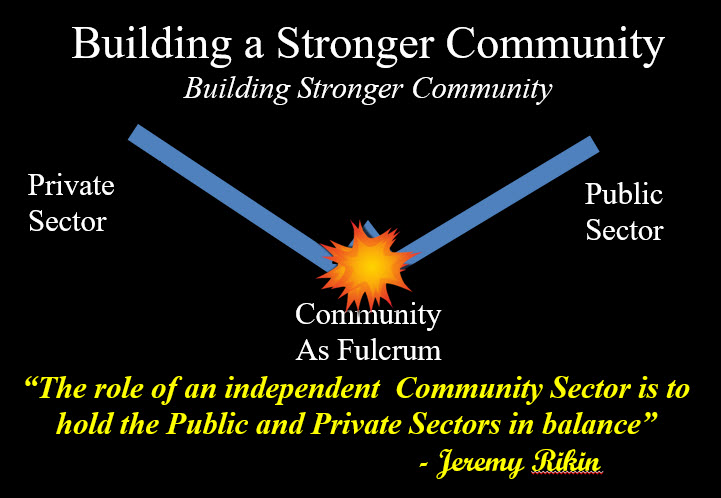 Building a Stronger Community
Building Stronger Community
Private
Sector
Public
Sector
Community
As Fulcrum
“The role of an independent  Community Sector is to
hold the Public and Private Sectors in balance”
- Jeremy Rikin